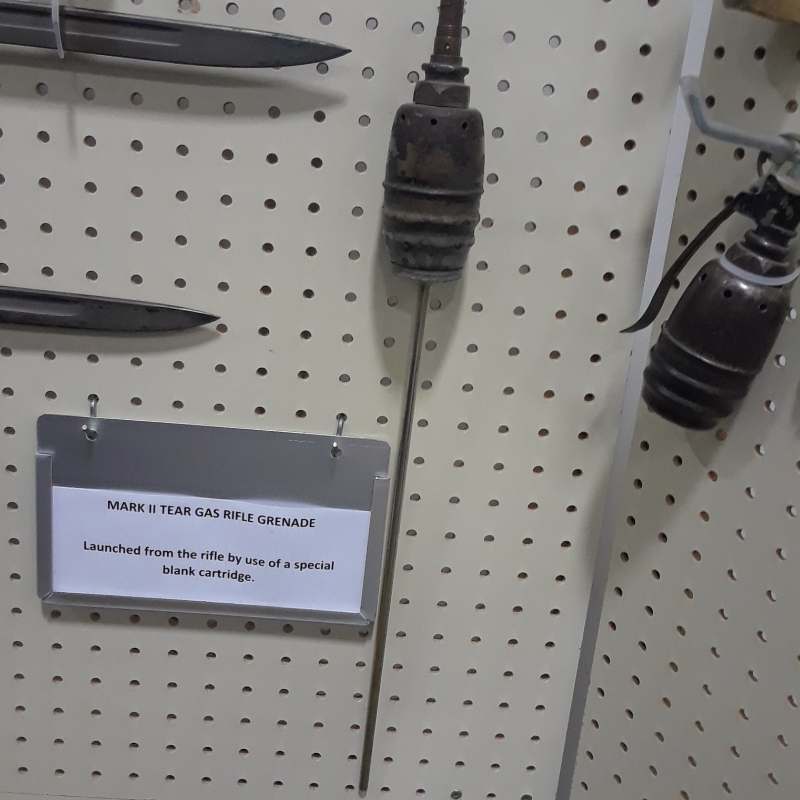 MARK II TEAR GAS RIFLE GRENADE
Launched from the rifle by use of a special
blank cartridge.